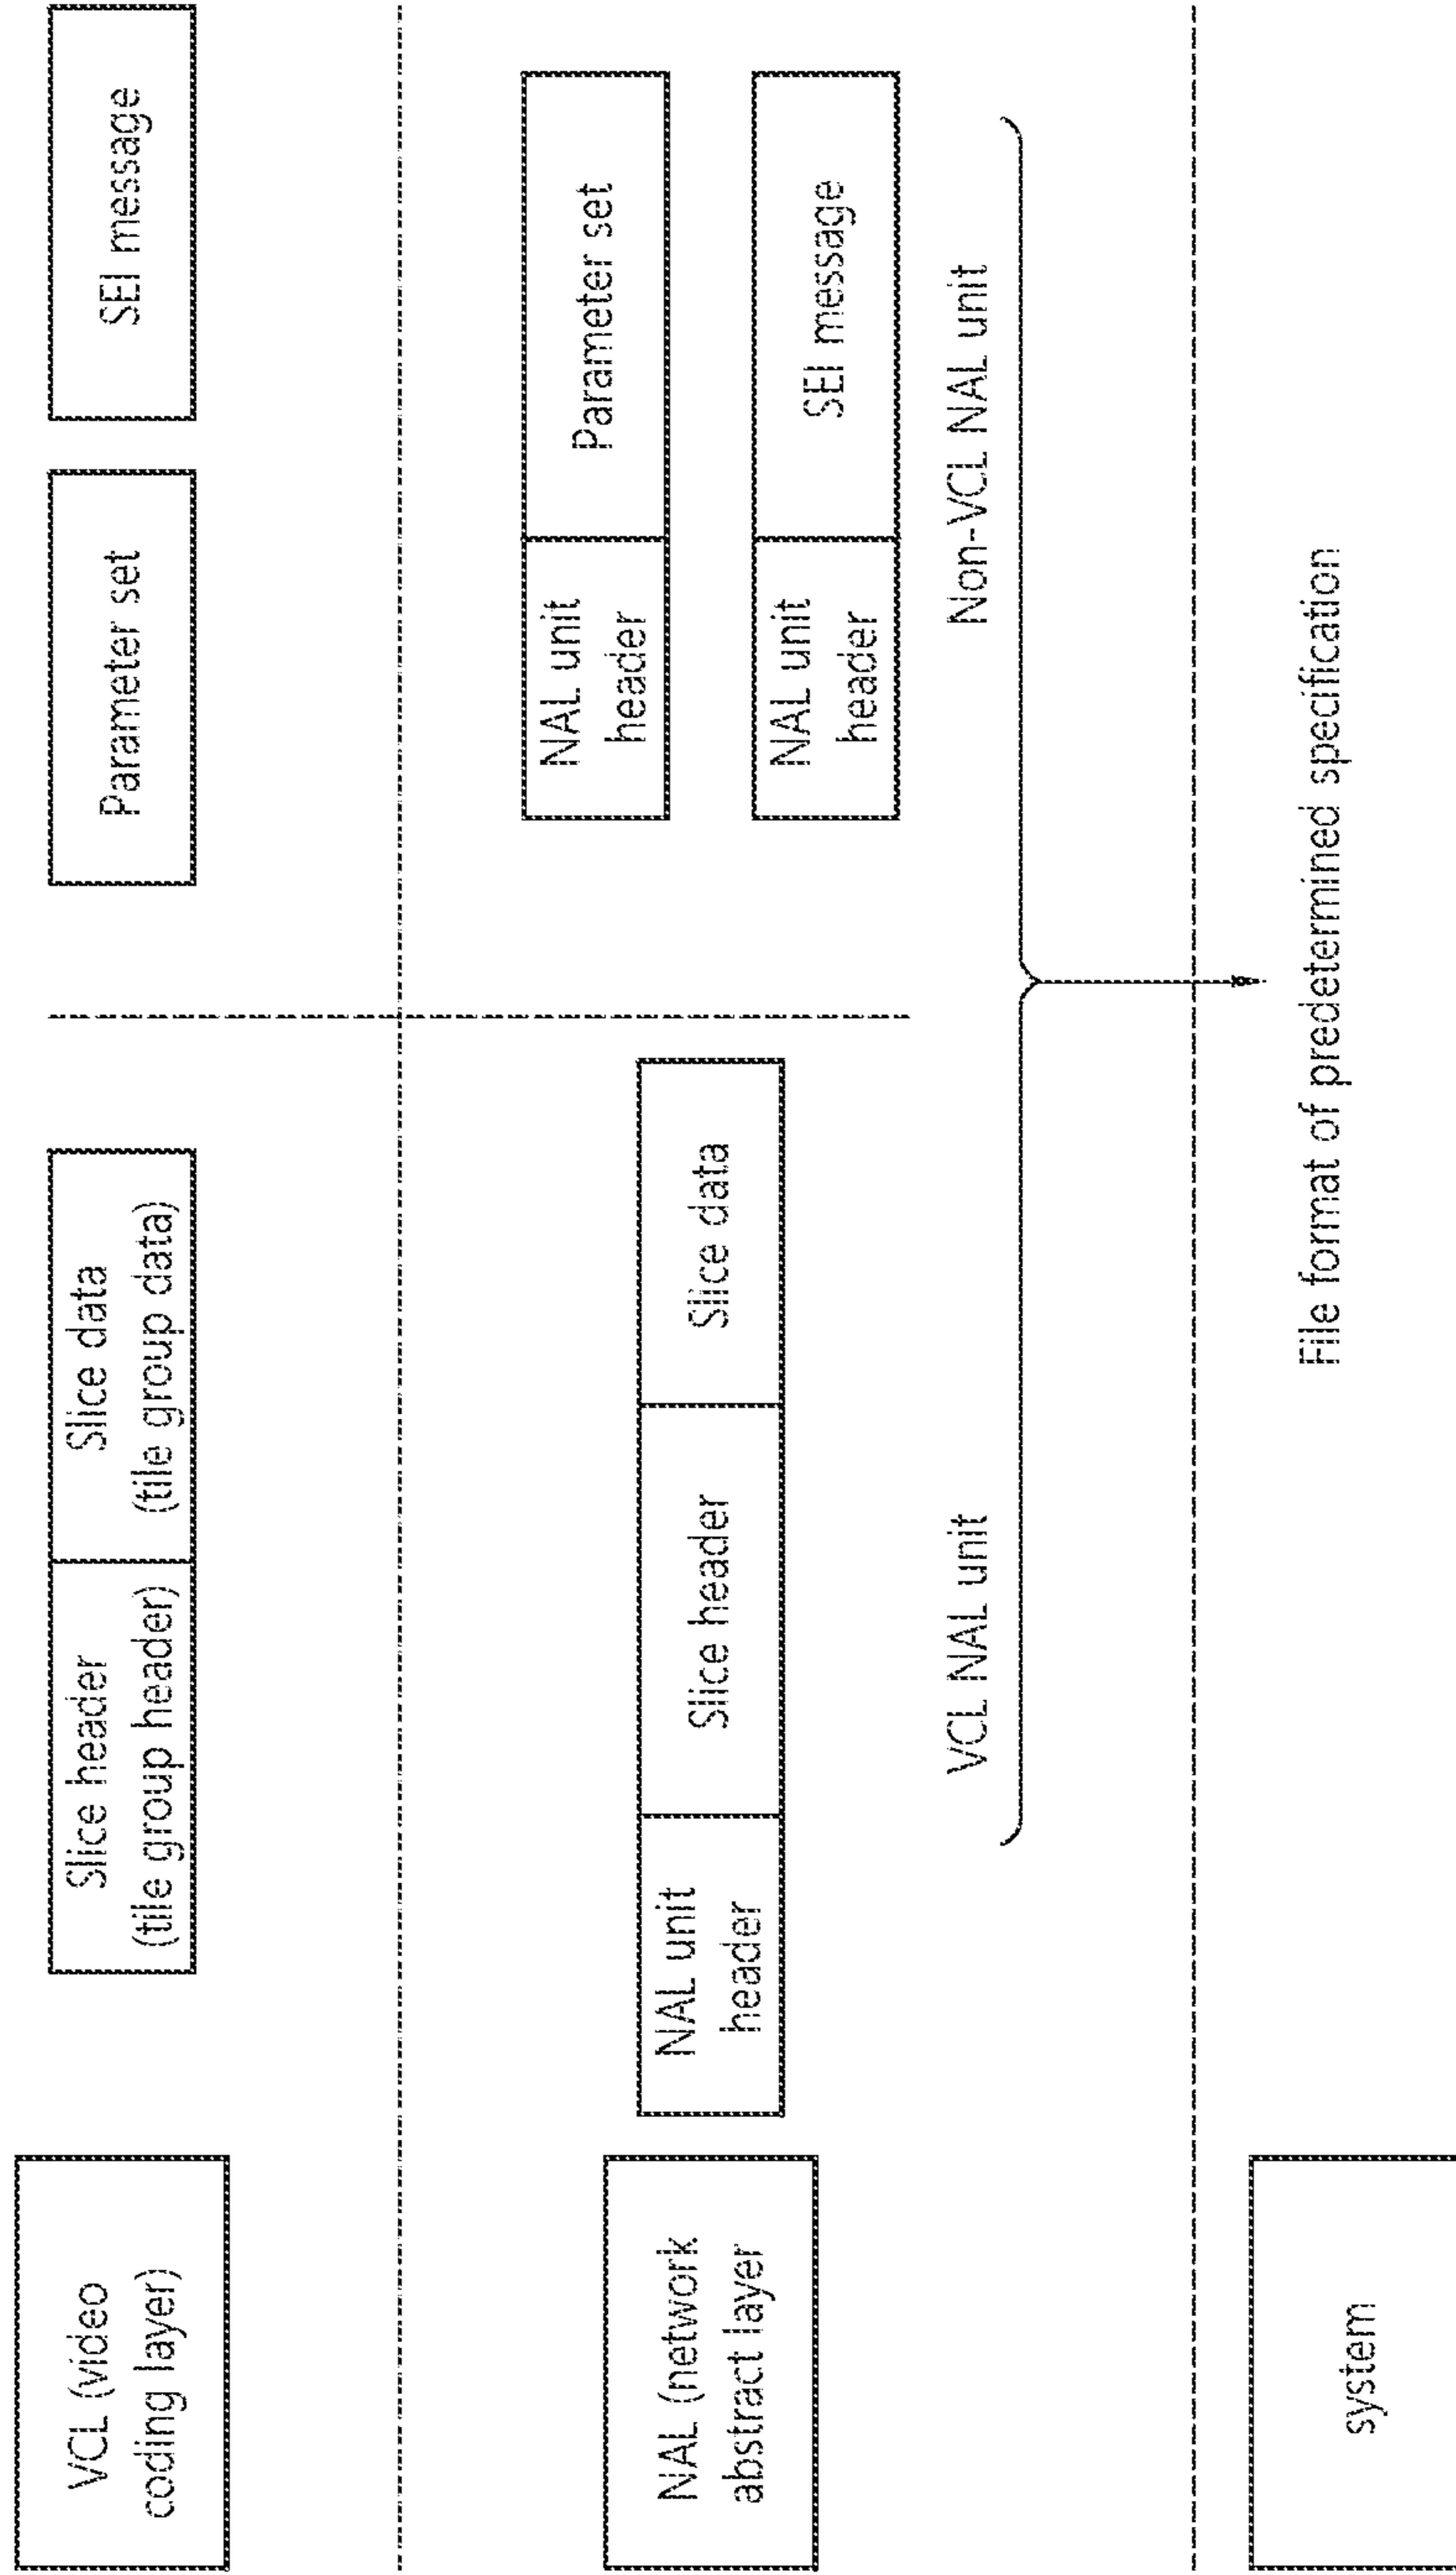 VCL (video
coding layer)
Slice header
(tile group header)
Slice data
(tile group data)
Parameter set
SEI message
NAL (network
abstract layer
NAL unit
header
Slice header
Slice data
NAL unit
header
Parameter set
NAL unit
header
SEI message
VCL NAL unit
Non-VCL NAL unit
system
File format of predetermined specification